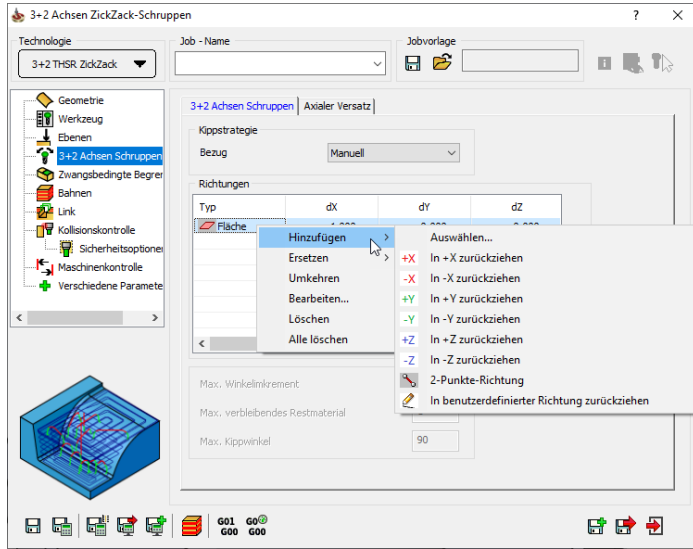 3+2 Achsen ZickZack-Schruppen
? ×
Technologie
3+2 THSR ZickZack
Job - Name
Jobvorlage
Geometrie
Werkzeug
Ebenen
3+2 Achsen Schruppen
Zwangsbedingte Begrer
Bahnen
Link
Kollisionskontrolle
Sicherheitsoptionen
Maschinenkontrolle
Verschiedene Paramete
3+2 Achsen Schruppen
Axialer Versatz
Kippstrategie
Bezug
Manuell
Richtungen
Typ dX dY dZ
Fläche
Hinzufügen
Ersetzen
Umkehren
Bearbeiten...
Löschen
Alle löschen
Auswählen...
+X In +X zurückziehen
-X In -X zurückziehen
+Y In +Y zurückziehen
-Y In -Y zurückziehen
+Z In +Z zurückziehen
-Z In -Z zurückziehen
2-Punkte-Richtung
In benutzerdefinierter Richtung zurückziehen
Max. Winkelinkrement
Max. verbleibendes Restmaterial
Max. Kippwinkel
90
G01 G00
G00 G00